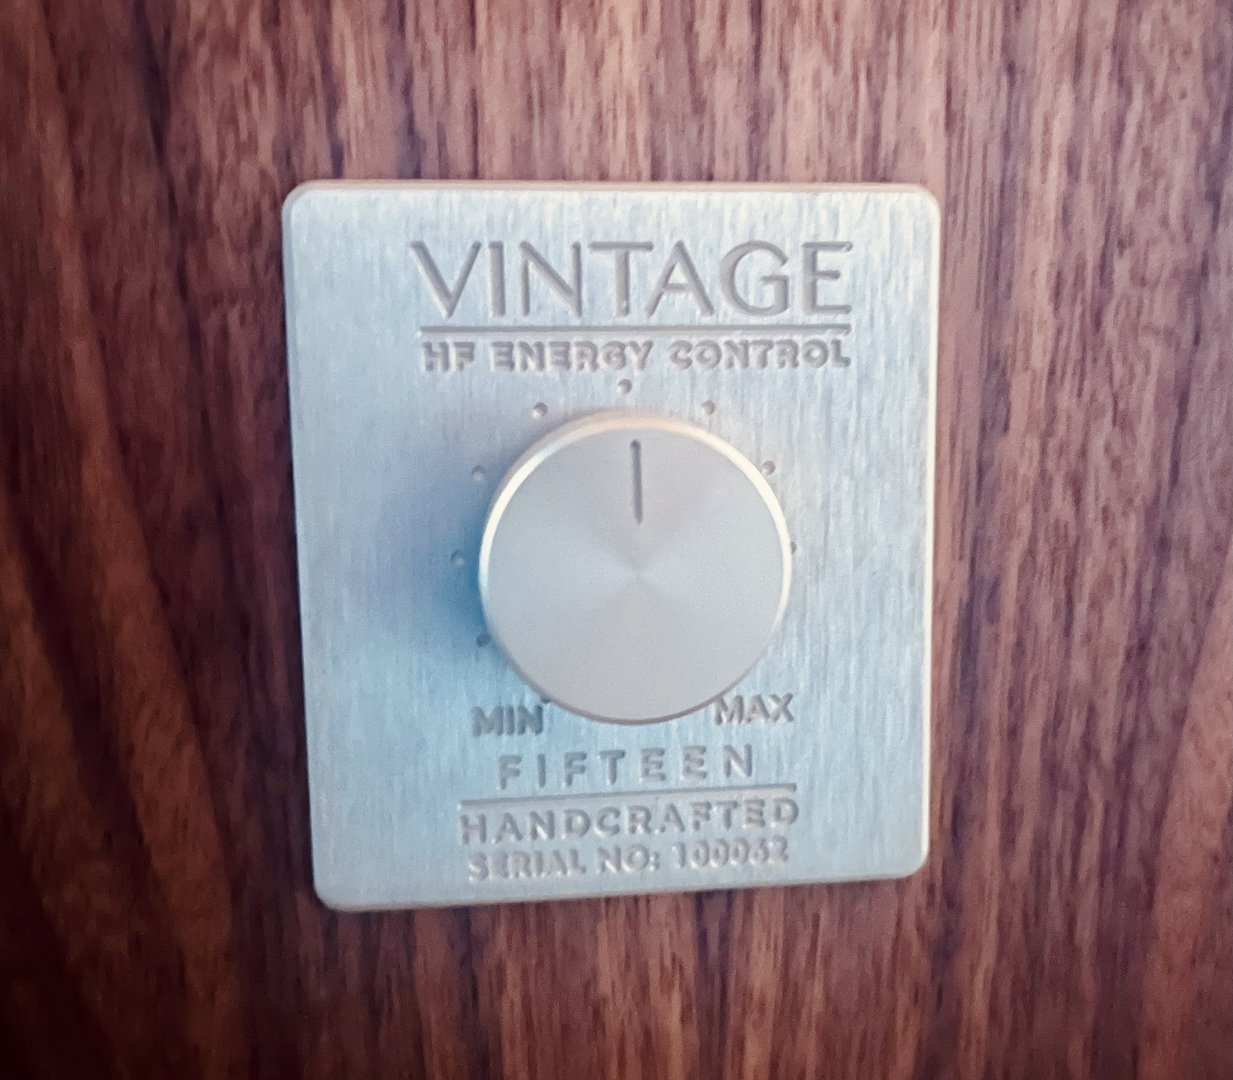 VINTAGE
HF ENERGY CONTROL
MIN MAX
FIFTEEN
HANDCRAFTED
SERIAL NO: 100062